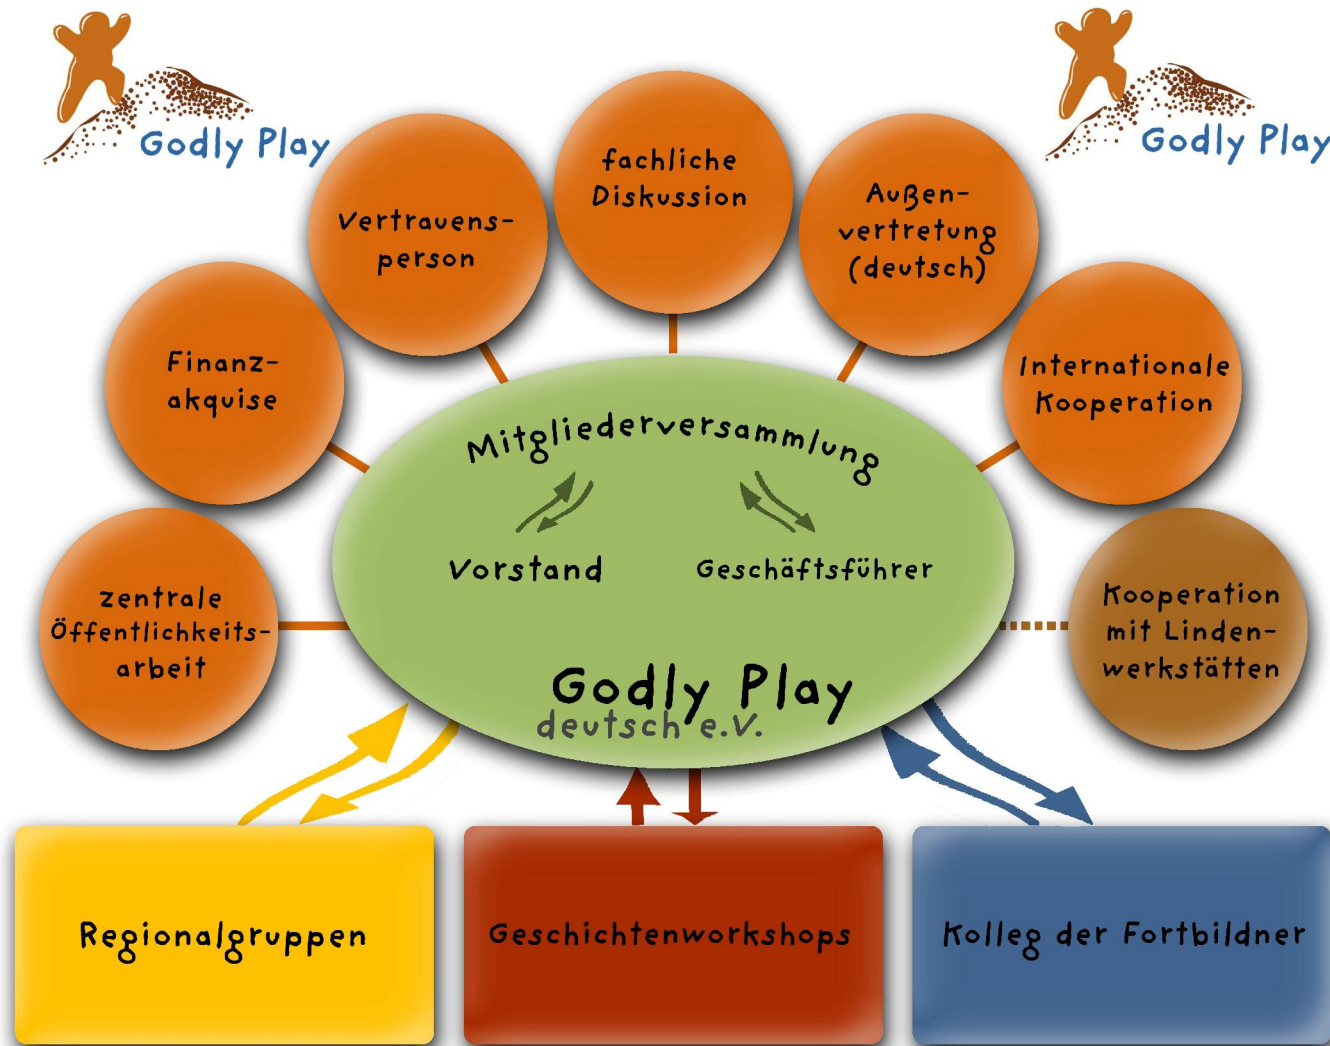 Godly Play
Godly Play
fachliche
Diskussion
Vertrauens-
person
Außen-
vertretung
(deutsch)
Finanz-
akquise
Internationale
Kooperation
zentrale
Öffentlichkeits-
arbeit
Kooperation
mit Linden-
werkstätten
Mitgliederversammlung
Vorstand
Geschäftsführer
Godly Play
deutsch e.V.
Regionalgruppen
Geschichtenworkshops
Kolleg der Fortbildner